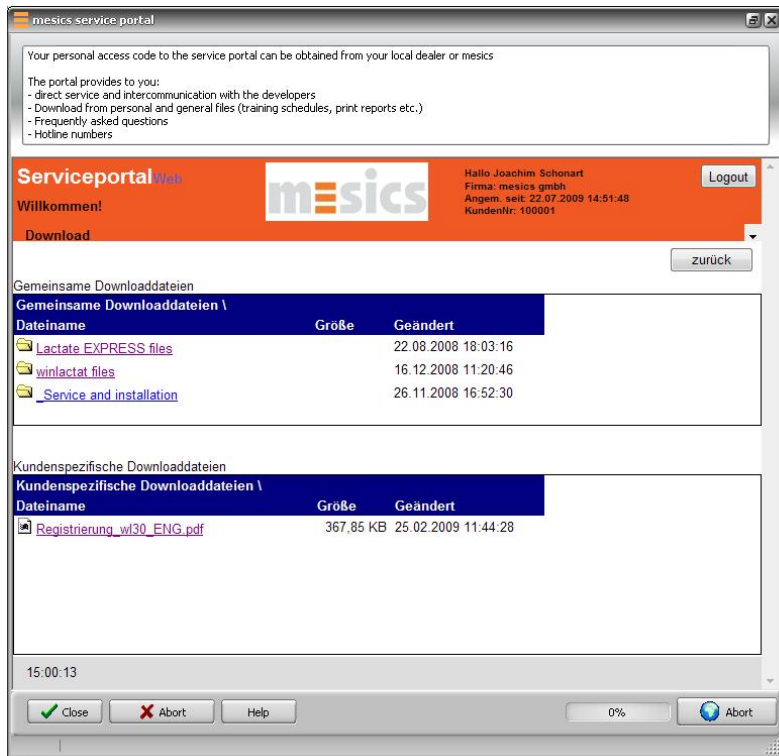 mesics service portal
Your personal access code to the service portal can be obtained from your local dealer or mesics
The portal provides to you:
- direct service and intercommunication with the developers
- Download from personal and general files (training schedules, print reports etc.)
- Frequently asked questions
- Hotline numbers
Serviceportal Web
mesics
Hallo Joachim Schonart
Firma: mesics gmbh
Angem. seit: 22.07.2009 14:51:48
KundenNr: 100001
Logout
Willkommen!
Download
zurück
Gemeinsame Downloaddateien
Gemeinsame Downloaddateien \
Dateiname Größe Geändert
Lactate EXPRESS files 22.08.2008 18:03:16
winlactat files 16.12.2008 11:20:46
_Service and installation 26.11.2008 16:52:30
Kundenspezifische Downloaddateien
Kundenspezifische Downloaddateien \
Dateiname Größe Geändert
Registrierung_wl30_ENG.pdf 367,85 KB 25.02.2009 11:44:28
15:00:13
Close Abort Help 0% Abort